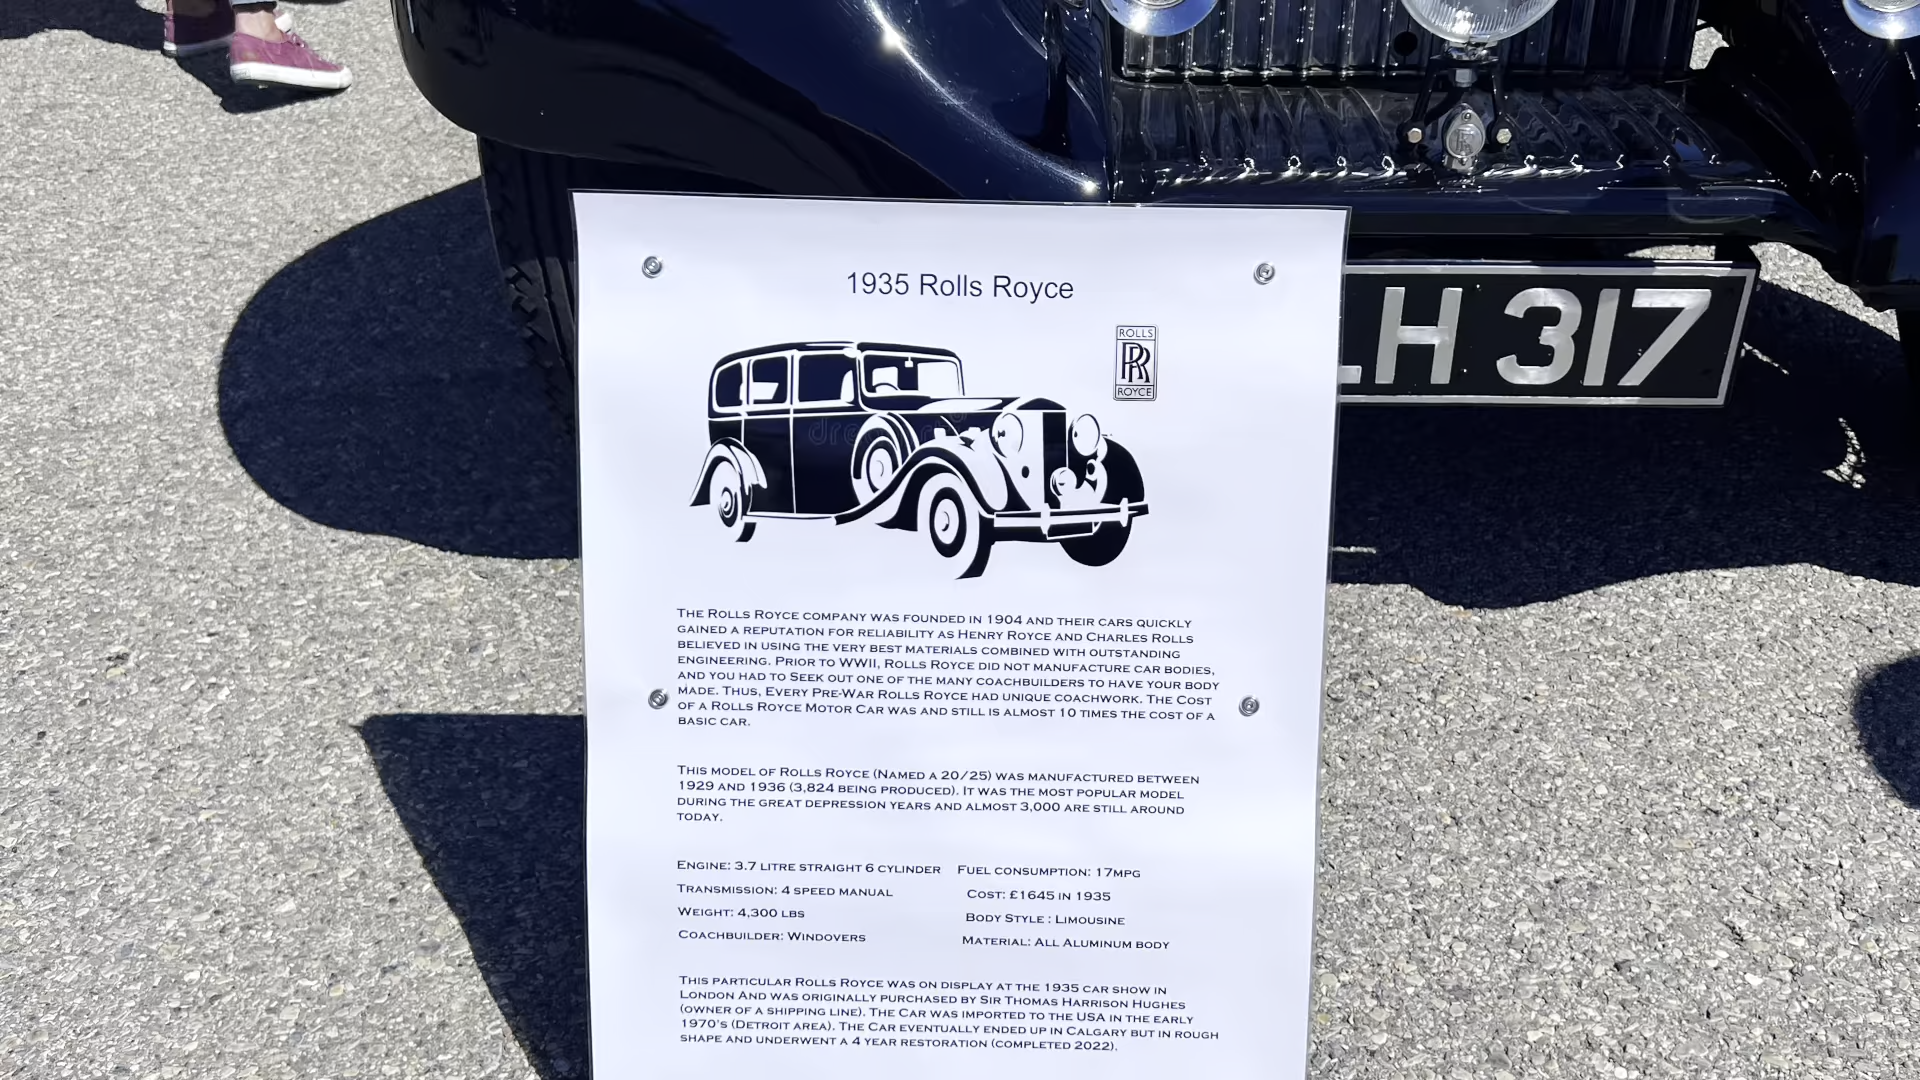 1935 Rolls Royce
ROLLS
RR
ROYCE
LH 317
THE ROLLS ROYCE COMPANY WAS FOUNDED IN 1904 AND THEIR CARS QUICKLY
GAINED A REPUTATION FOR RELIABILITY AS HENRY ROYCE AND CHARLES ROLLS
BELIEVED IN USING THE VERY BEST MATERIALS COMBINED WITH OUTSTANDING
ENGINEERING. PRIOR TO WWII, ROLLS ROYCE DID NOT MANUFACTURE CAR BODIES,
AND YOU HAD TO SEEK OUT ONE OF THE MANY COACHBUILDERS TO HAVE YOUR BODY
MADE. THUS, EVERY PRE-WAR ROLLS ROYCE HAD UNIQUE COACHWORK. THE COST
OF A ROLLS ROYCE MOTOR CAR WAS AND STILL IS ALMOST 10 TIMES THE COST OF A
BASIC CAR.
THIS MODEL OF ROLLS ROYCE (NAMED A 20/25) WAS MANUFACTURED BETWEEN
1929 AND 1936 (3,824 BEING PRODUCED). IT WAS THE MOST POPULAR MODEL
DURING THE GREAT DEPRESSION YEARS AND ALMOST 3,000 ARE STILL AROUND
TODAY.
ENGINE: 3.7 LITRE STRAIGHT 6 CYLINDER FUEL CONSUMPTION: 17MPG
TRANSMISSION: 4 SPEED MANUAL COST: £1645 IN 1935
WEIGHT: 4,300 LBS BODY STYLE : LIMOUSINE
COACHBUILDER: WINDOVERS MATERIAL: ALL ALUMINUM BODY
THIS PARTICULAR ROLLS ROYCE WAS ON DISPLAY AT THE 1935 CAR SHOW IN
LONDON AND WAS ORIGINALLY PURCHASED BY SIR THOMAS HARRISON HUGHES
(OWNER OF A SHIPPING LINE). THE CAR WAS IMPORTED TO THE USA IN THE EARLY
1970'S (DETROIT AREA). THE CAR EVENTUALLY ENDED UP IN CALGARY BUT IN ROUGH
SHAPE AND UNDERWENT A 4 YEAR RESTORATION (COMPLETED 2022).